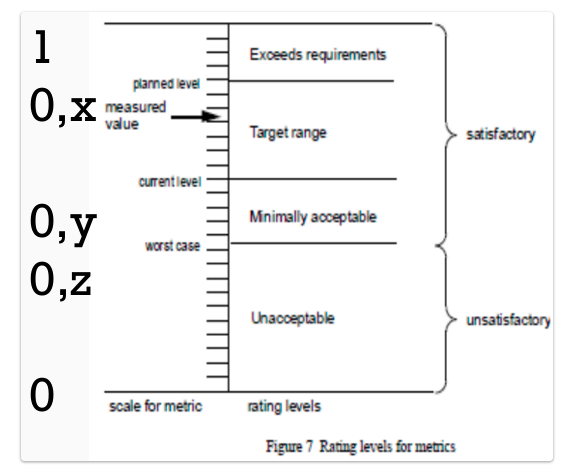 1
Exceeds requirements
planned level
0,x
measured
value
Target range
satisfactory
current level
0,y
Minimally acceptable
worst case
0,z
Unacceptable
unsatisfactory
0
scale for metric
rating levels
Figure 7 Rating levels for metrics